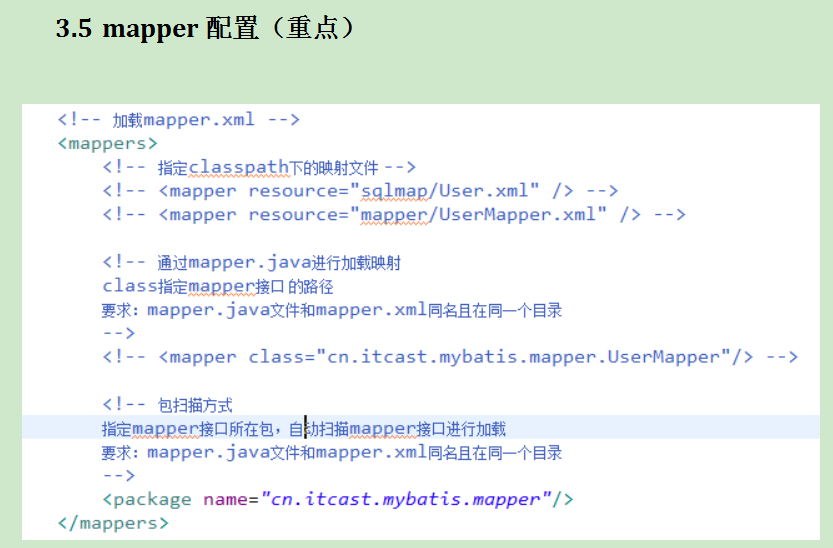 3.5 mapper 配置（重点）
<!-- 加载mapper.xml -->
<mappers>
<!-- 指定classpath下的映射文件 -->
<!-- <mapper resource="sqlmap/User.xml" /> -->
<!-- <mapper resource="mapper/UserMapper.xml" /> -->
<!-- 通过mapper.java进行加载映射
class指定mapper接口 的路径
要求：mapper.java文件和mapper.xml同名且在同一个目录
-->
<!-- <mapper class="cn.itcast.mybatis.mapper.UserMapper"/> -->
<!-- 包扫描方式
指定mapper接口所在包，自动扫描mapper接口进行加载
要求：mapper.java文件和mapper.xml同名且在同一个目录
-->
<package name="cn.itcast.mybatis.mapper"/>
</mappers>